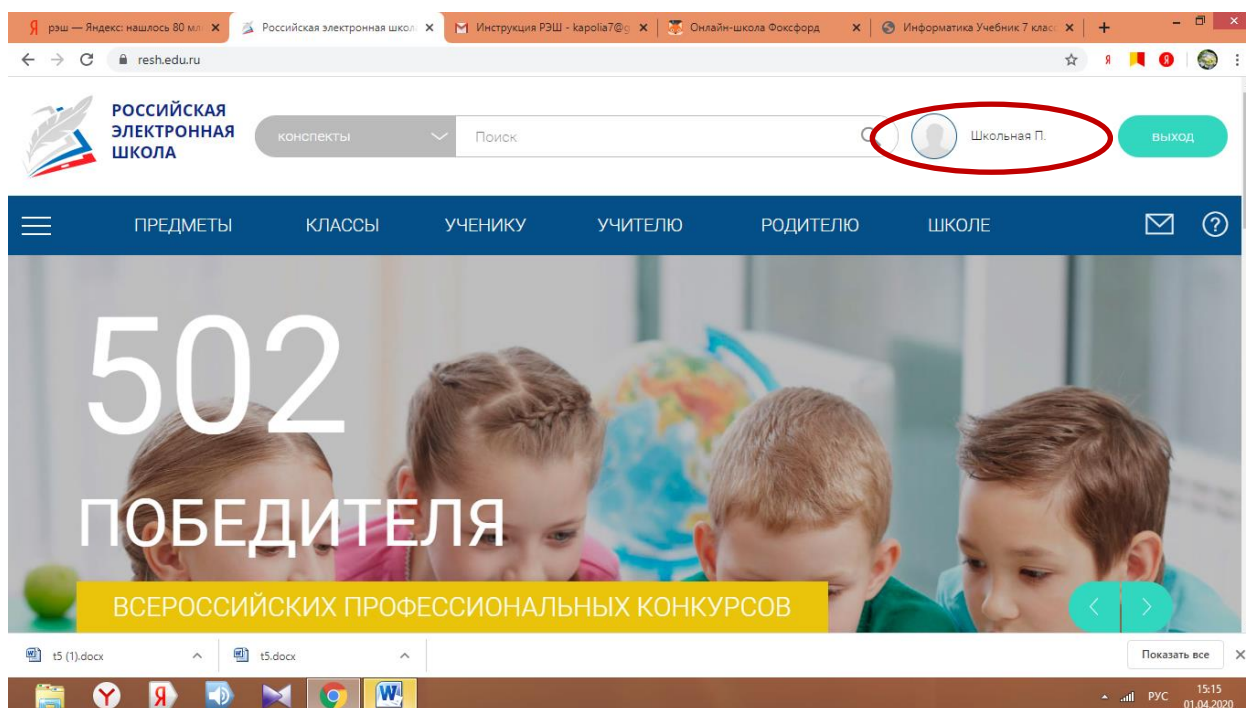 рэш — Яндекс: нашлось 80 мл
Российская электронная школ
Инструкция РЭШ - kapolia7@g
Онлайн-школа Фоксфорд
Информатика Учебник 7 класс
resh.edu.ru
РОССИЙСКАЯ
ЭЛЕКТРОННАЯ
ШКОЛА
конспекты
Поиск
Школьная П.
выход
ПРЕДМЕТЫ КЛАССЫ УЧЕНИКУ УЧИТЕЛЮ РОДИТЕЛЮ ШКОЛЕ
502
ПОБЕДИТЕЛЯ
ВСЕРОССИЙСКИХ ПРОФЕССИОНАЛЬНЫХ КОНКУРСОВ
t5 (1).docx
t5.docx
Показать все
РУС
15:15
01.04.2020